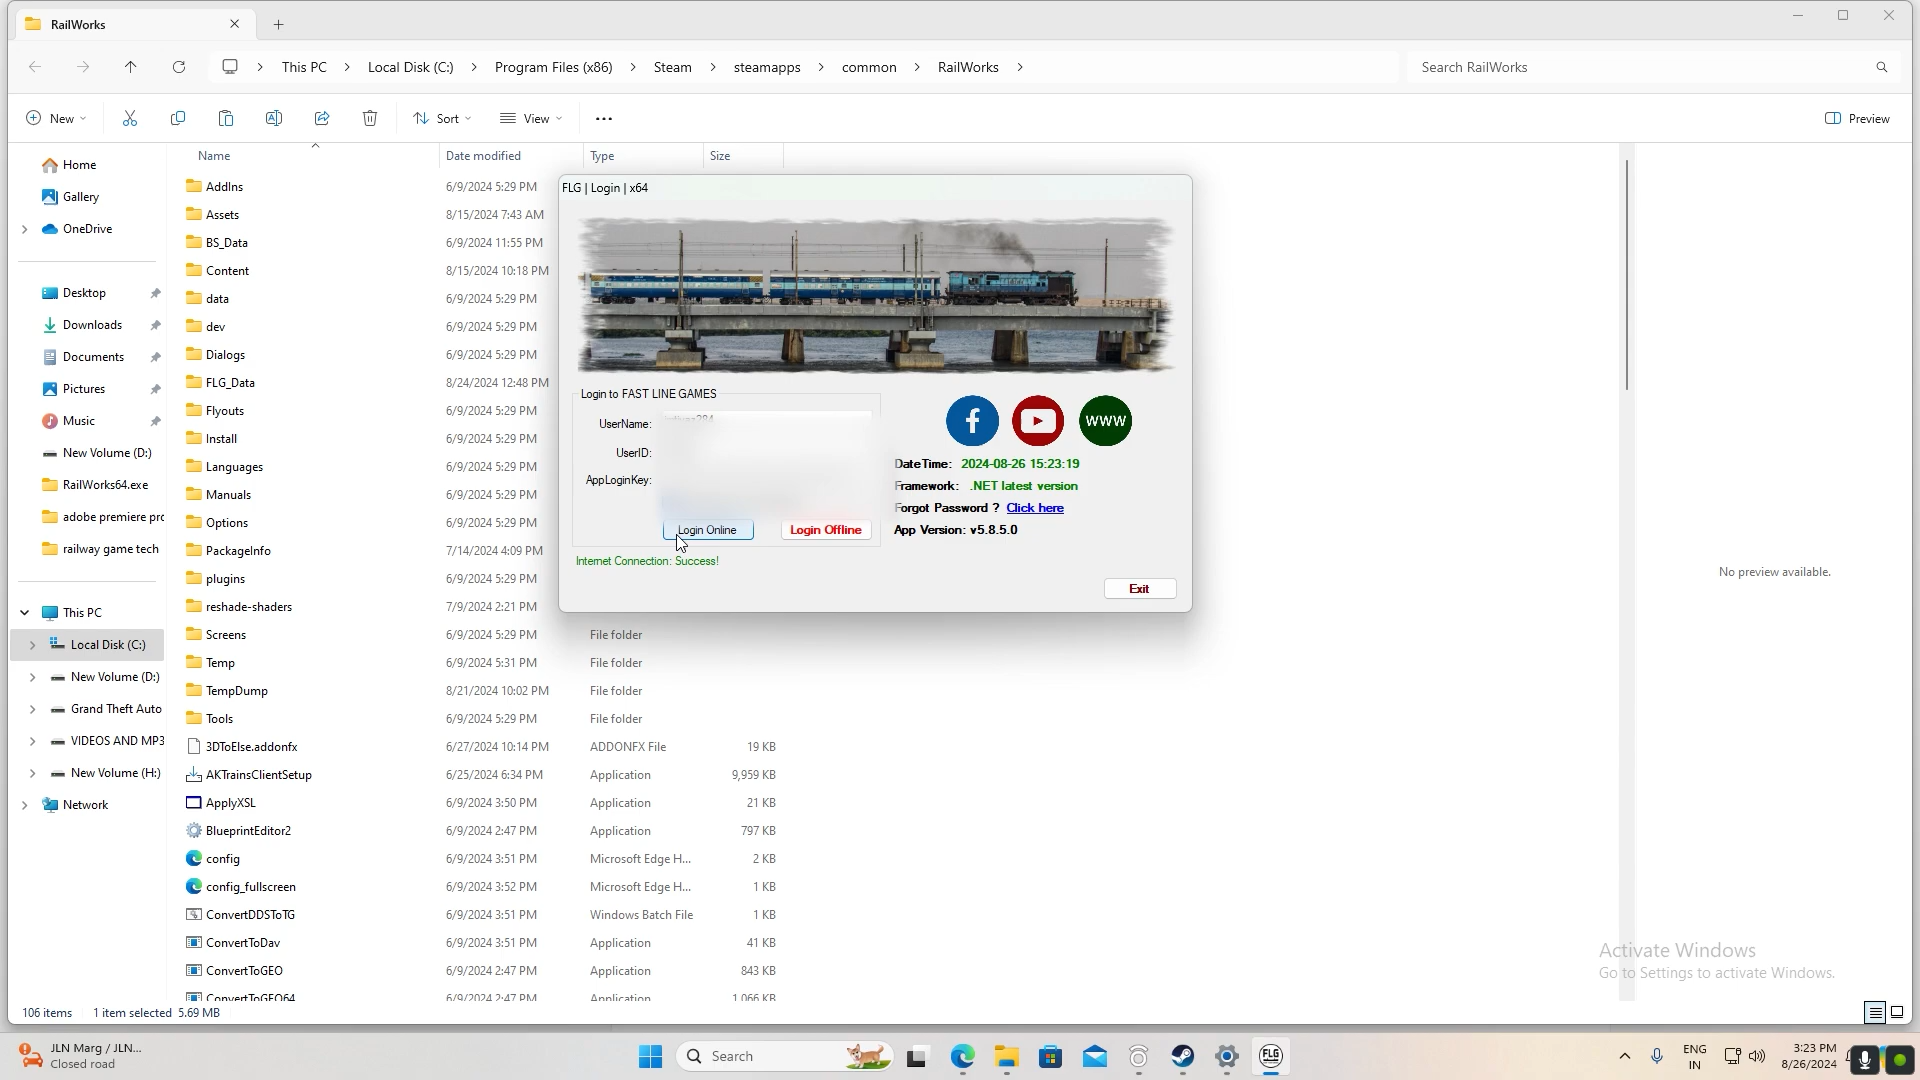 RailWorks
This PC
Local Disk (C:)
Program Files (x86)
Steam
steamapps
common
RailWorks
Search RailWorks
New
Sort
View
Preview
Name
Date modified
Type
Size
Home
Gallery
OneDrive
Desktop
Downloads
Documents
Pictures
Music
New Volume (D:)
RailWorks64.exe
adobe premiere pro
railway game tech
This PC
Local Disk (C:)
New Volume (D:)
Grand Theft Auto
VIDEOS AND MP3
New Volume (H:)
Network
AddIns 6/9/2024 5:29 PM
Assets 8/15/2024 7:43 AM
BS_Data 6/9/2024 11:55 PM
Content 8/15/2024 10:18 PM
data 6/9/2024 5:29 PM
dev 6/9/2024 5:29 PM
Dialogs 6/9/2024 5:29 PM
FLG_Data 8/24/2024 12:48 PM
Flyouts 6/9/2024 5:29 PM
Install 6/9/2024 5:29 PM
Languages 6/9/2024 5:29 PM
Manuals 6/9/2024 5:29 PM
Options 6/9/2024 5:29 PM
PackageInfo 7/14/2024 4:09 PM
plugins 6/9/2024 5:29 PM
reshade-shaders 7/9/2024 2:21 PM
Screens 6/9/2024 5:29 PM File folder
Temp 6/9/2024 5:31 PM File folder
TempDump 8/21/2024 10:02 PM File folder
Tools 6/9/2024 5:29 PM File folder
3DToElse.addonfx 6/27/2024 10:14 PM ADDONFX File 19 KB
AKTrainsClientSetup 6/25/2024 6:34 PM Application 9,959 KB
ApplyXSL 6/9/2024 3:50 PM Application 21 KB
BlueprintEditor2 6/9/2024 2:47 PM Application 797 KB
config 6/9/2024 3:51 PM Microsoft Edge H... 2 KB
config_fullscreen 6/9/2024 3:52 PM Microsoft Edge H... 1 KB
ConvertDDSToTG 6/9/2024 3:51 PM Windows Batch File 1 KB
ConvertToDav 6/9/2024 3:51 PM Application 41 KB
ConvertToGEO 6/9/2024 2:47 PM Application 843 KB
ConvertToGEO64 6/9/2024 2:47 PM Application 1,066 KB
FLG | Login | x64
Login to FAST LINE GAMES
UserName:
UserID:
AppLoginKey:
Login Online
Login Offline
Internet Connection: Success!
WWW
DateTime: 2024-08-26 15:23:19
Framework: .NET latest version
Forgot Password ? Click here
App Version: v5.8.5.0
Exit
No preview available.
Activate Windows
Go to Settings to activate Windows.
106 items 1 item selected 5.69 MB
JLN Marg / JLN...
Closed road
Search
FLG
ENG
IN
3:23 PM
8/26/2024